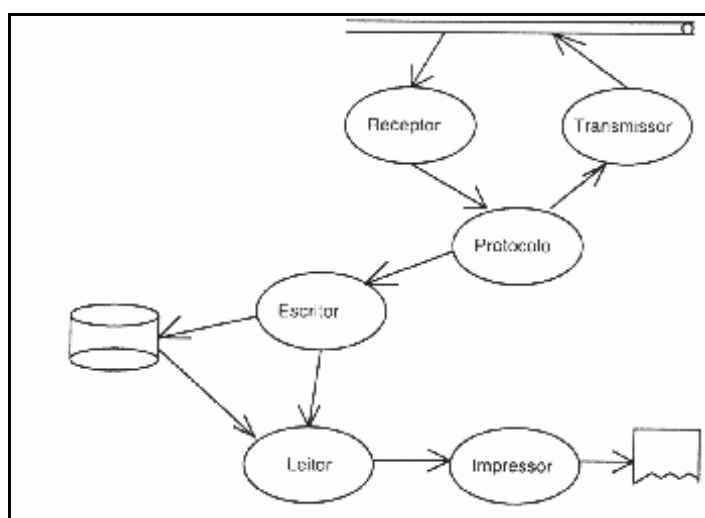 Receptor
Transmissor
Protocolo
Escritor
Leitor
Impressor